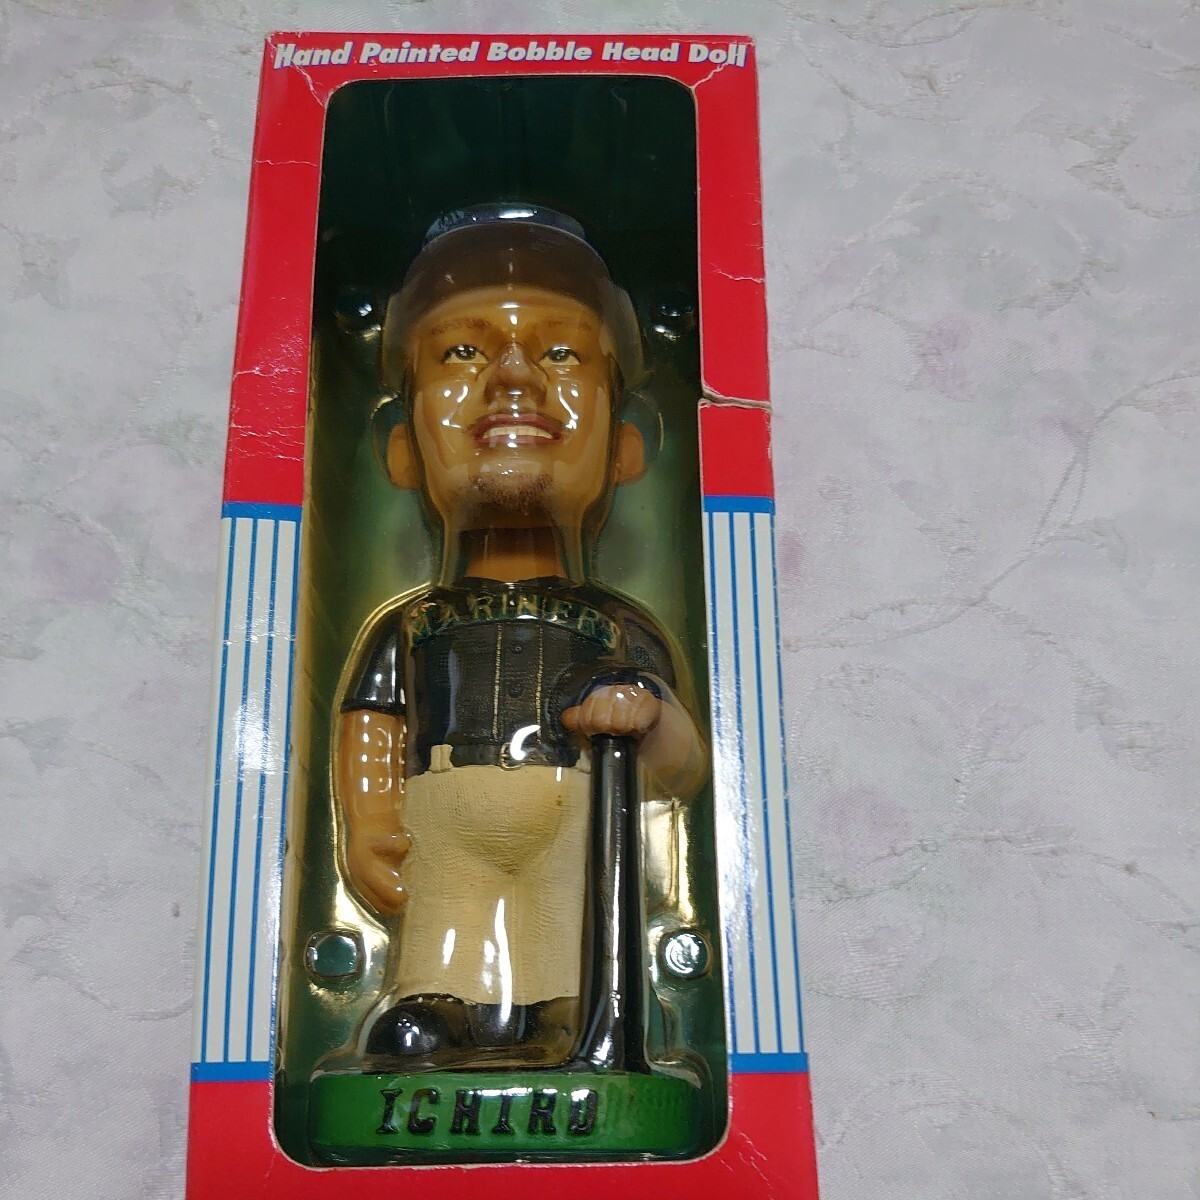 Hand Painted Bobble Head Doll
MARINERS
ICHIRO